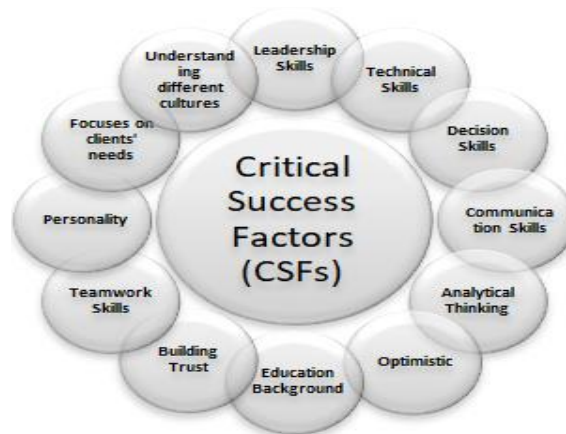 Critical
Success
Factors
(CSFs)
Leadership
Skills
Technical
Skills
Decision
Skills
Communica
tion Skills
Analytical
Thinking
Optimistic
Education
Background
Building
Trust
Teamwork
Skills
Personality
Focuses on
clients'
needs
Understand
ing
different
cultures